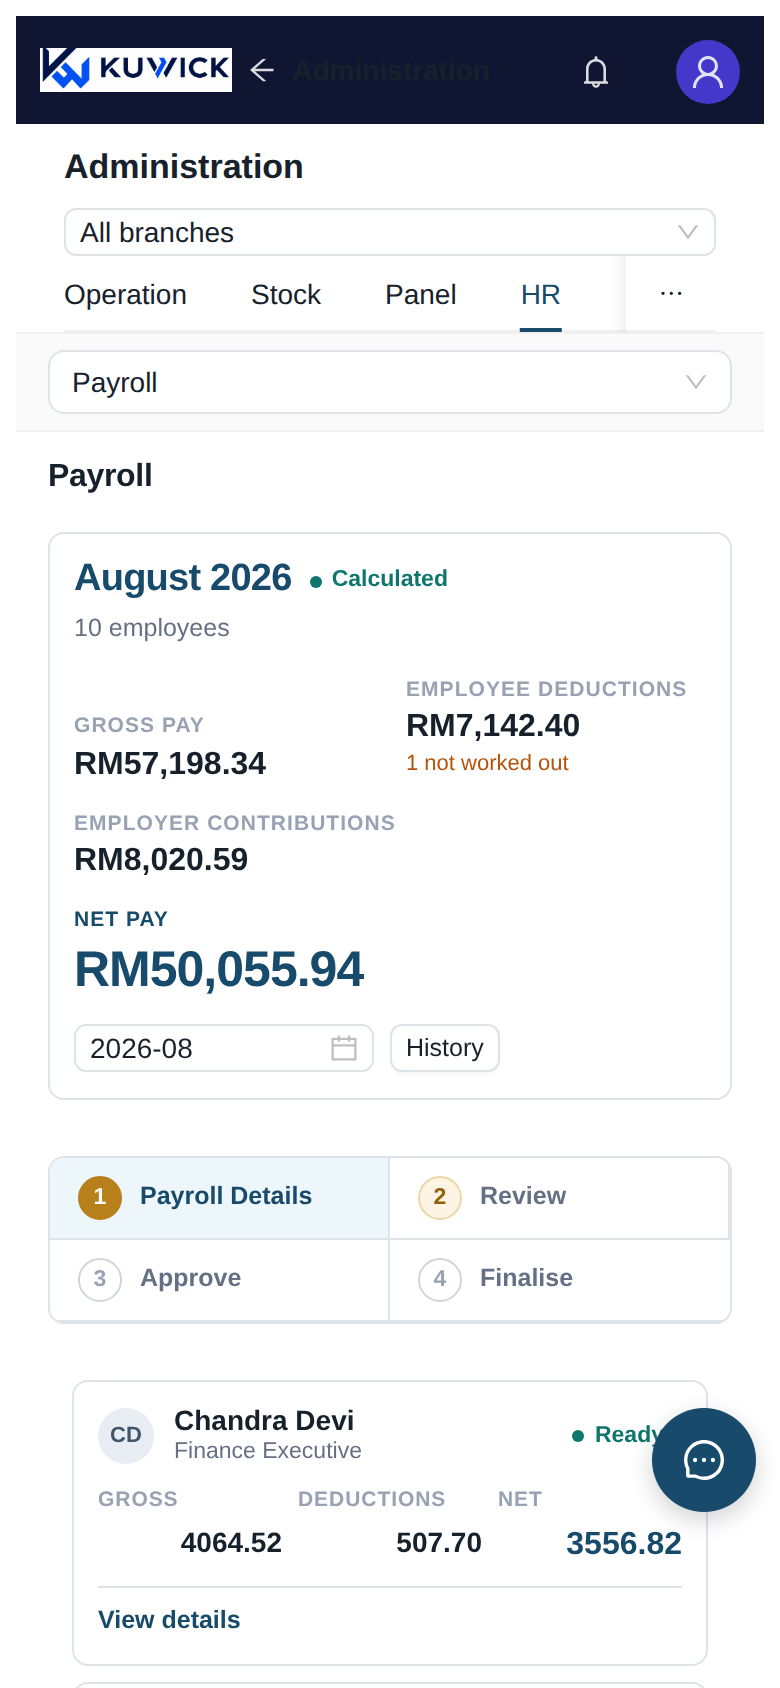 KUWICK
Administration
Administration
All branches
Operation Stock Panel HR ...
Payroll
Payroll
August 2026 Calculated
10 employees
EMPLOYEE DEDUCTIONS
GROSS PAY
RM7,142.40
RM57,198.34
1 not worked out
EMPLOYER CONTRIBUTIONS
RM8,020.59
NET PAY
RM50,055.94
2026-08 History
1 Payroll Details 2 Review
3 Approve 4 Finalise
CD Chandra Devi
Ready
Finance Executive
GROSS DEDUCTIONS NET
4064.52 507.70 3556.82
View details